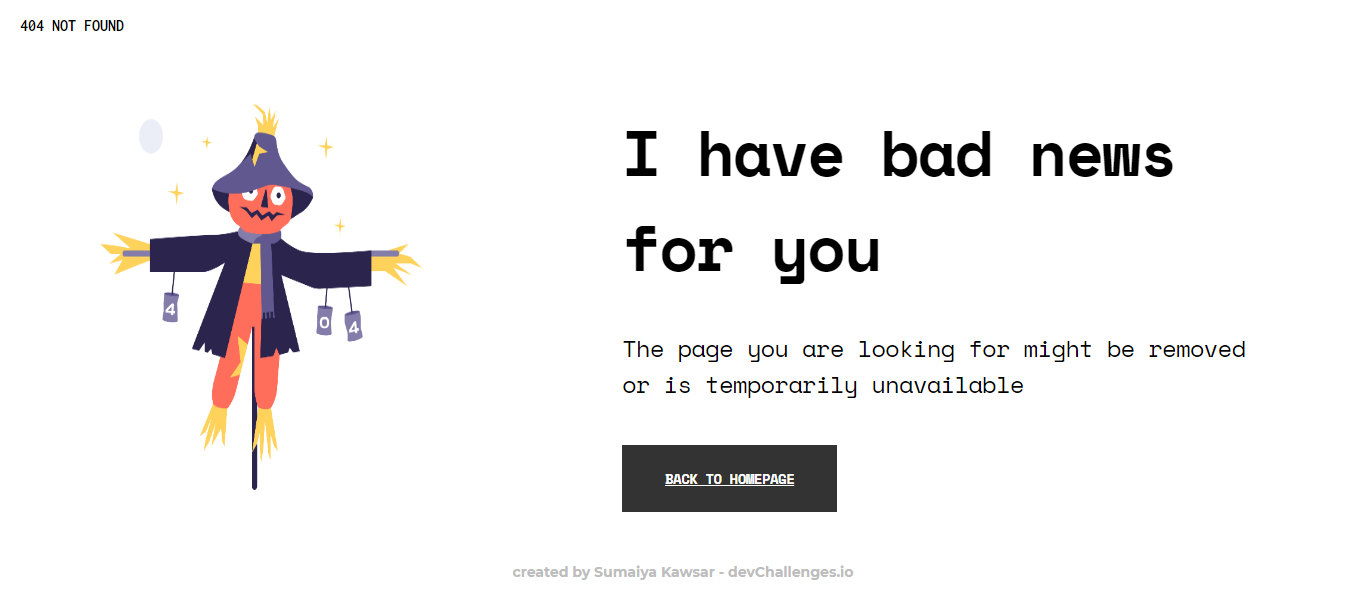 404 NOT FOUND
I have bad news
for you
4
0
4
The page you are looking for might be removed
or is temporarily unavailable
BACK TO HOMEPAGE
created by Sumaiya Kawsar - devChallenges.io